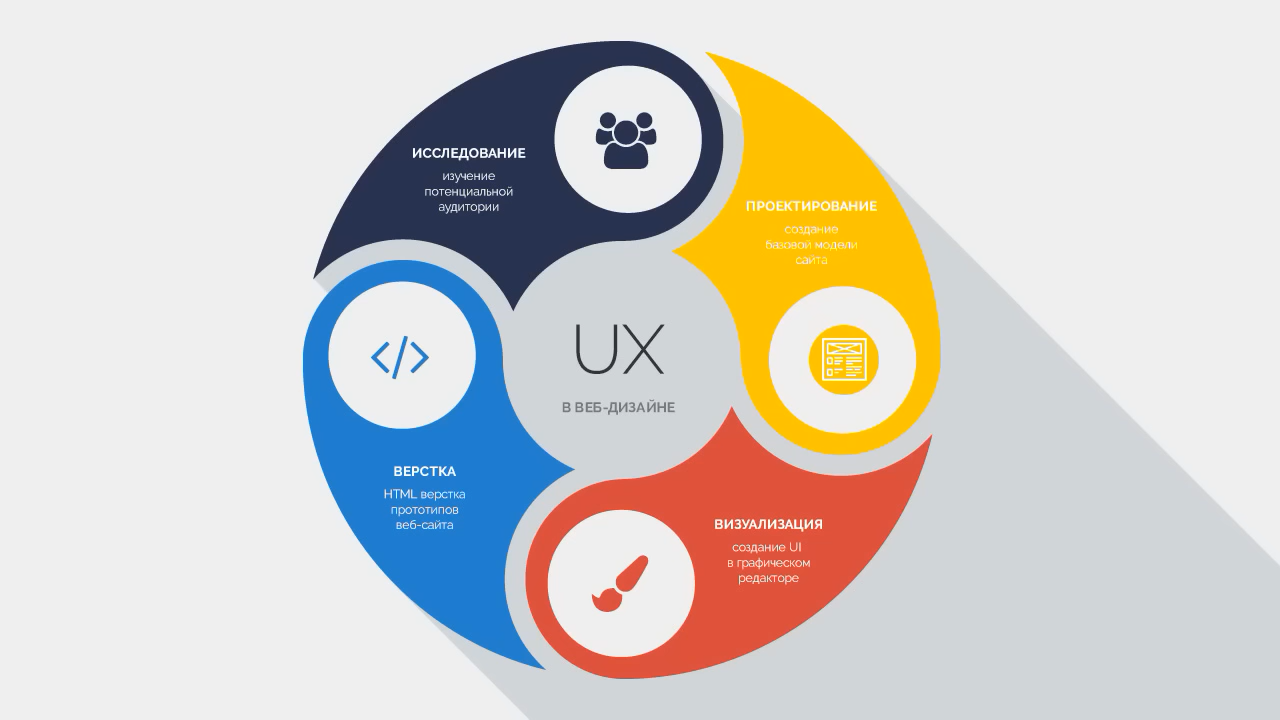 ИССЛЕДОВАНИЕ
изучение
потенциальной
аудитории
ПРОЕКТИРОВАНИЕ
создание
базовой модели
сайта
UX
В ВЕБ-ДИЗАЙНЕ
ВЕРСТКА
HTML верстка
прототипов
веб-сайта
ВИЗУАЛИЗАЦИЯ
создание UI
в графическом
редакторе